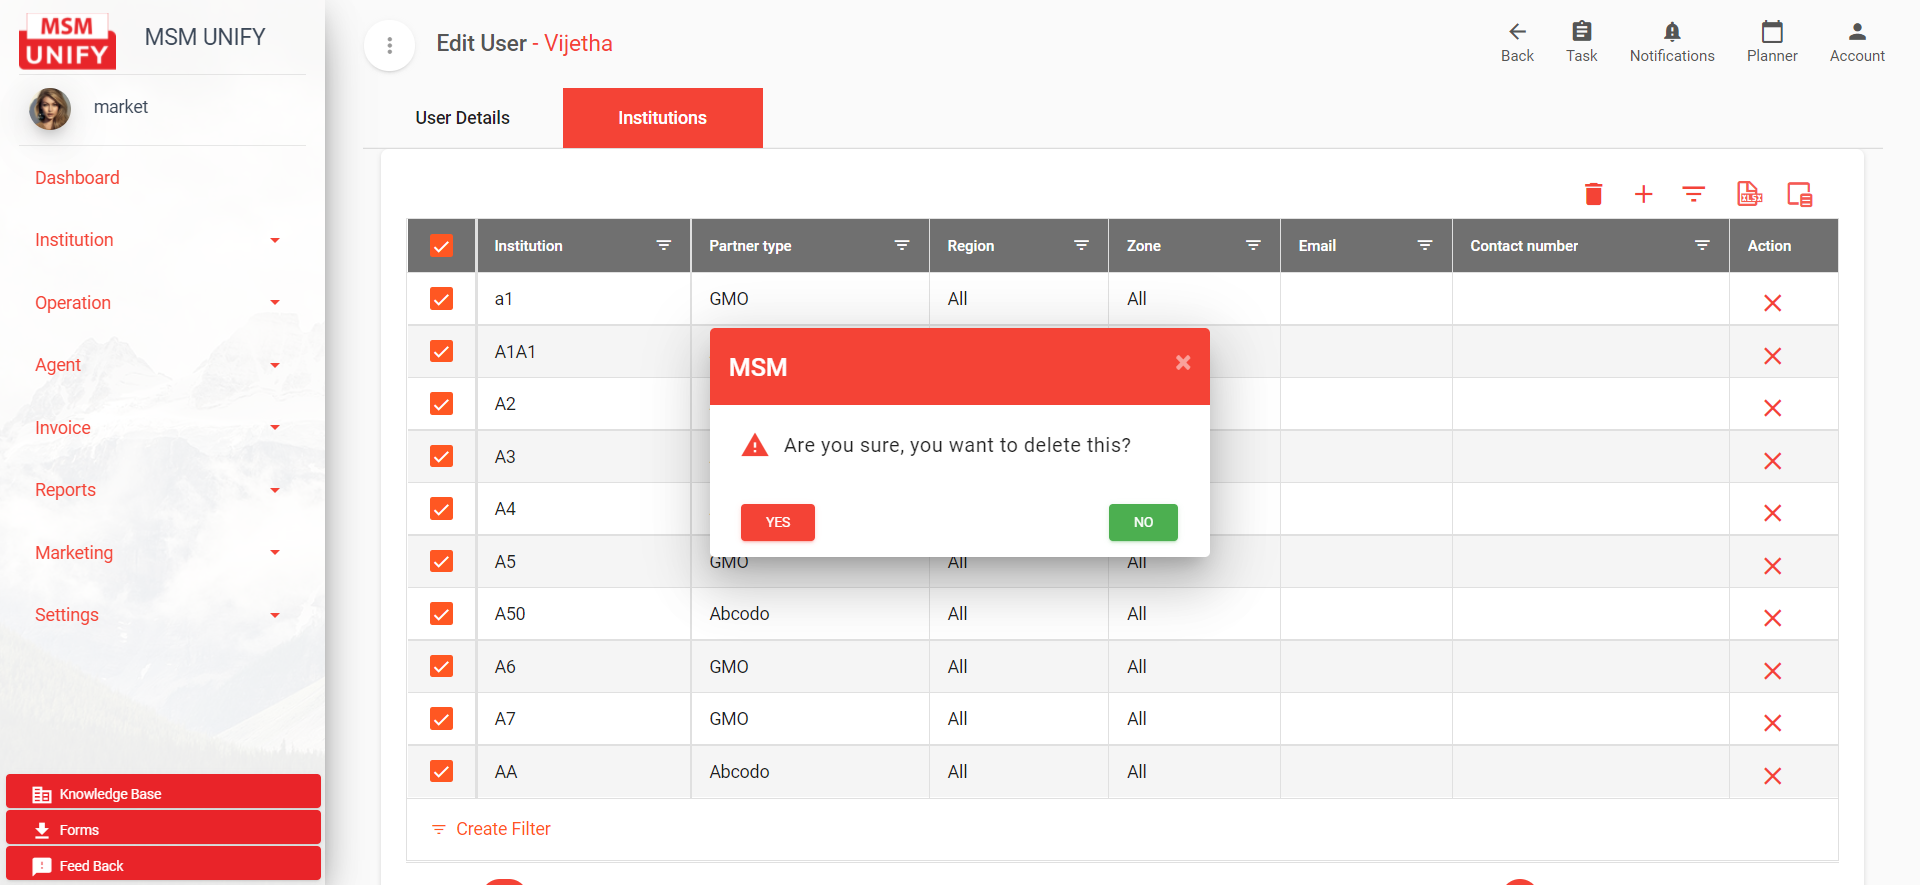 MSM
UNIFY
MSM UNIFY
market
Dashboard
Institution
Operation
Agent
Invoice
Reports
Marketing
Settings
Knowledge Base
Forms
Feed Back
Edit User - Vijetha
Back
Task
Notifications
Planner
Account
User Details
Institutions
XLSX
Institution Partner type Region Zone Email Contact number Action
a1 GMO All All
A1A1
A2
A3
A4
A5 GMO All All
A50 Abcodo All All
A6 GMO All All
A7 GMO All All
AA Abcodo All All
Create Filter
MSM
×
Are you sure, you want to delete this?
YES
NO